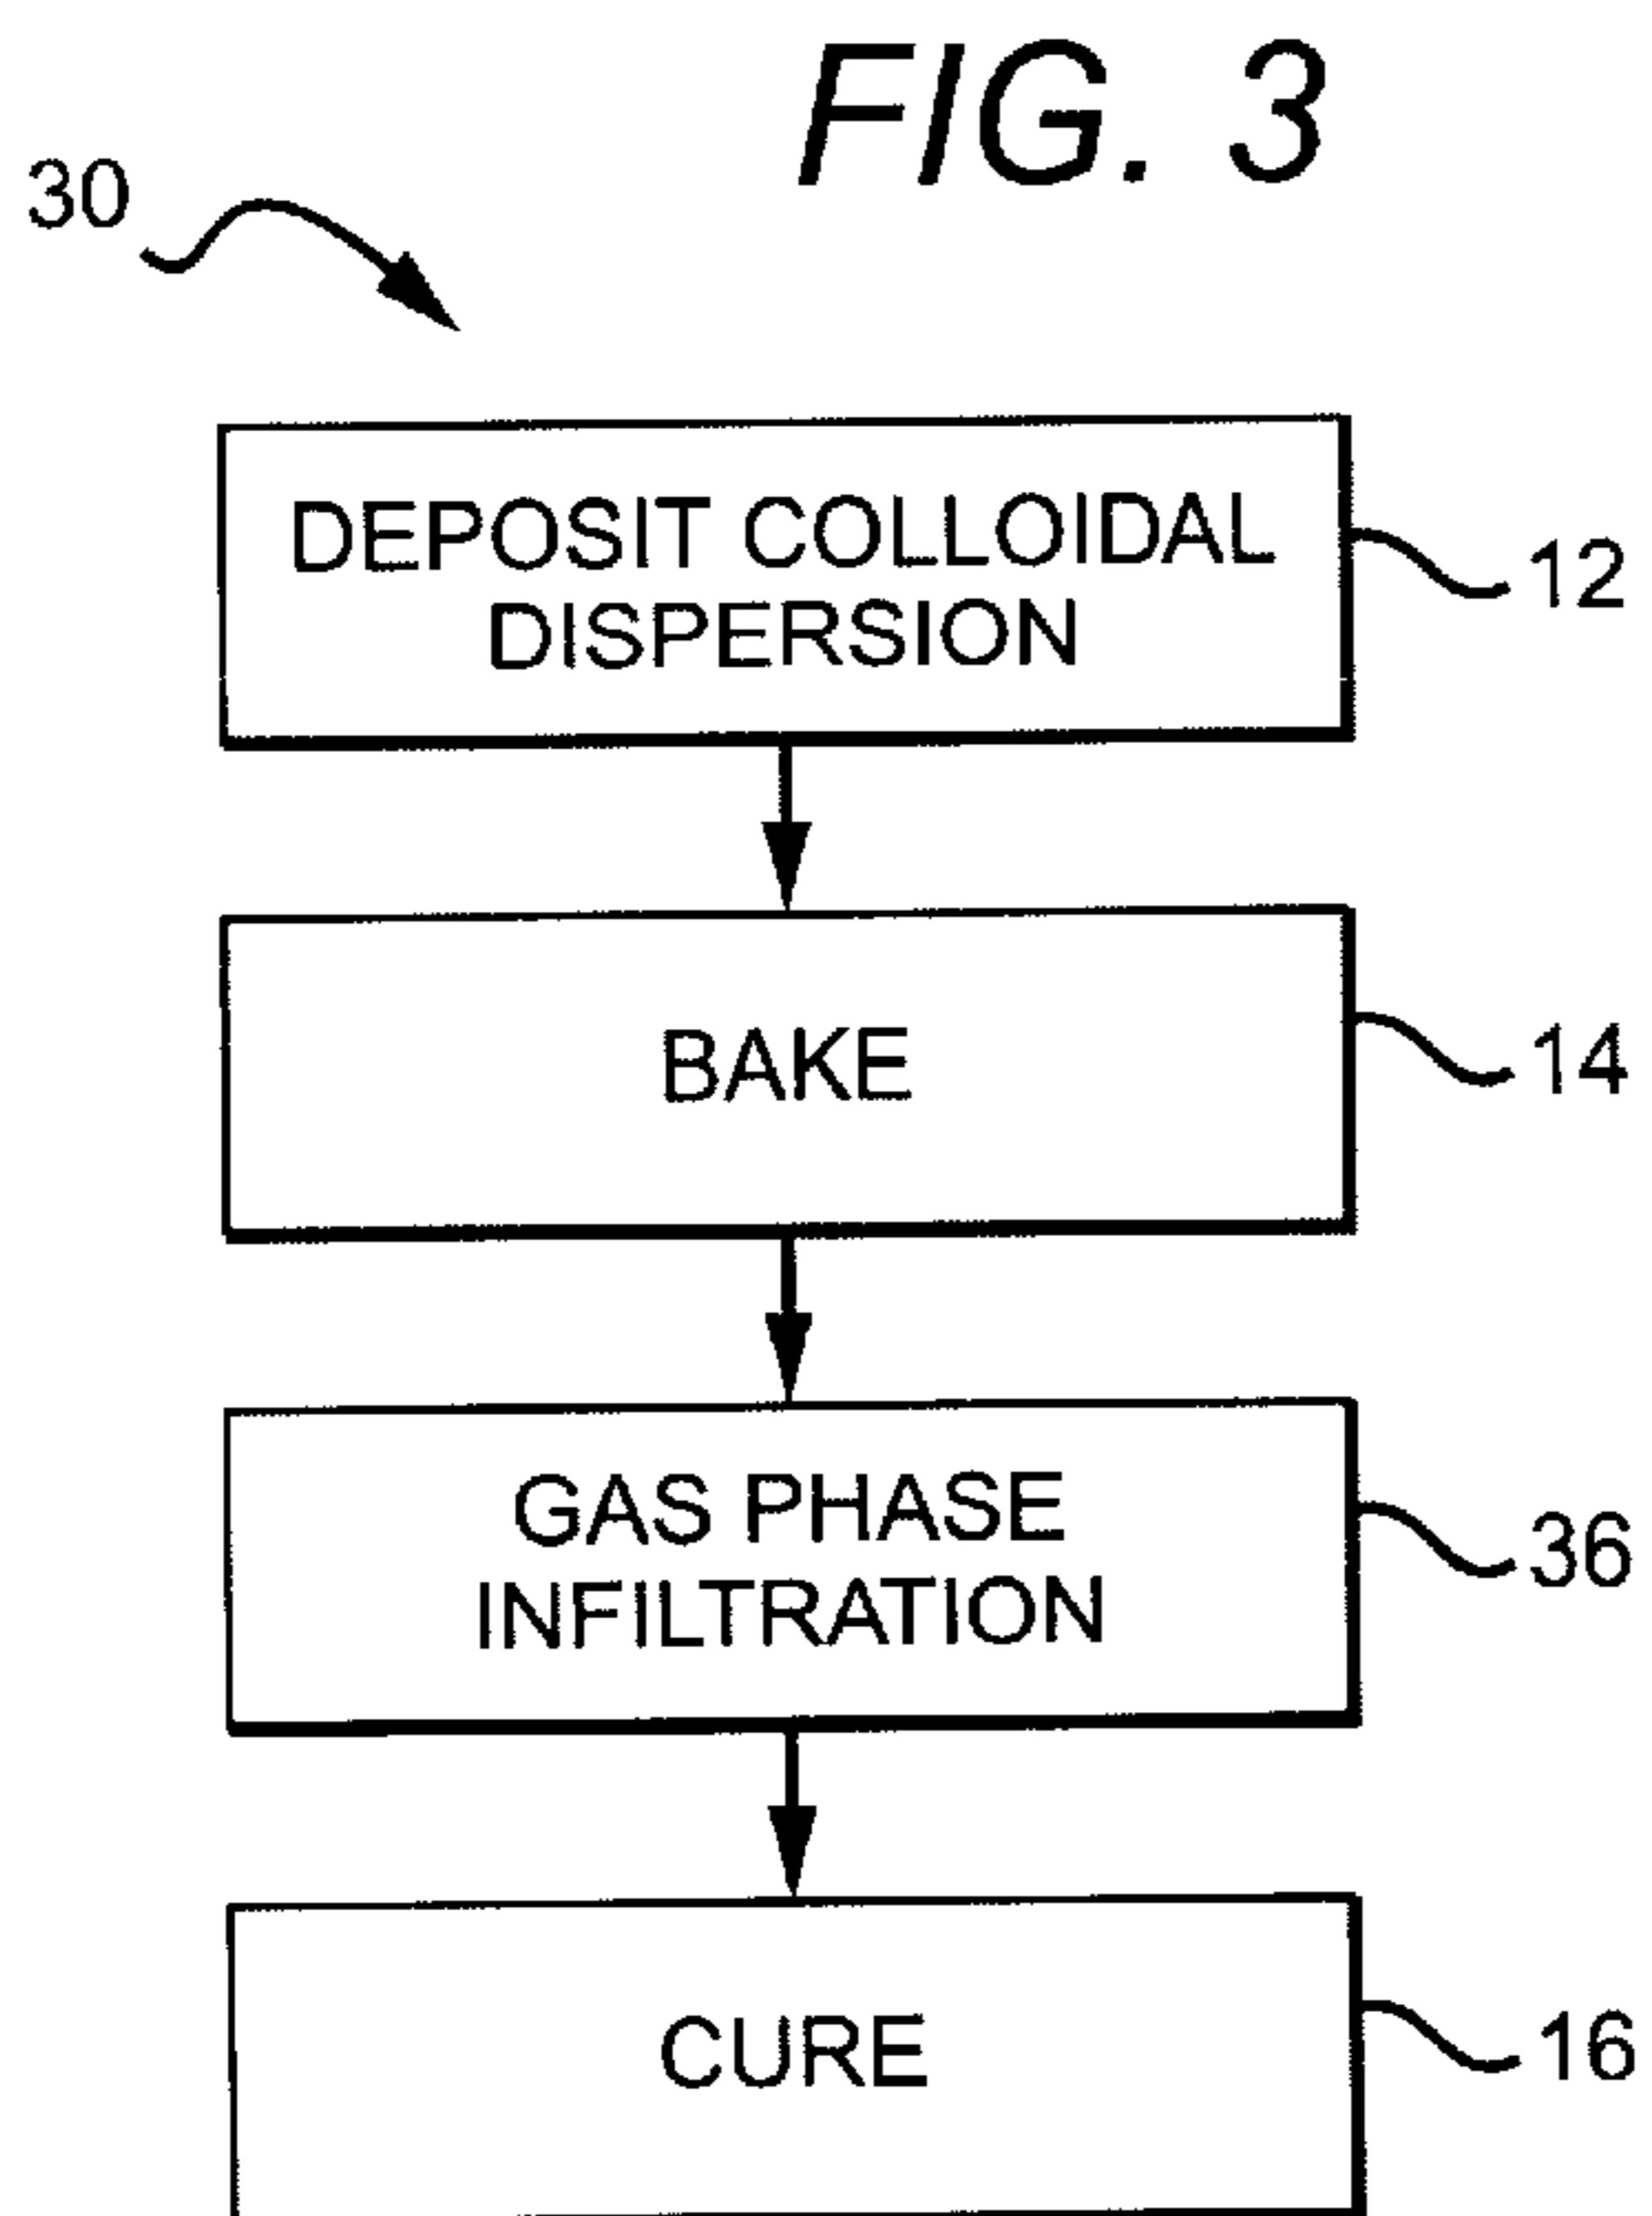 FIG. 3
30
DEPOSIT COLLOIDAL
DISPERSION
12
BAKE
14
GAS PHASE
INFILTRATION
36
CURE
16